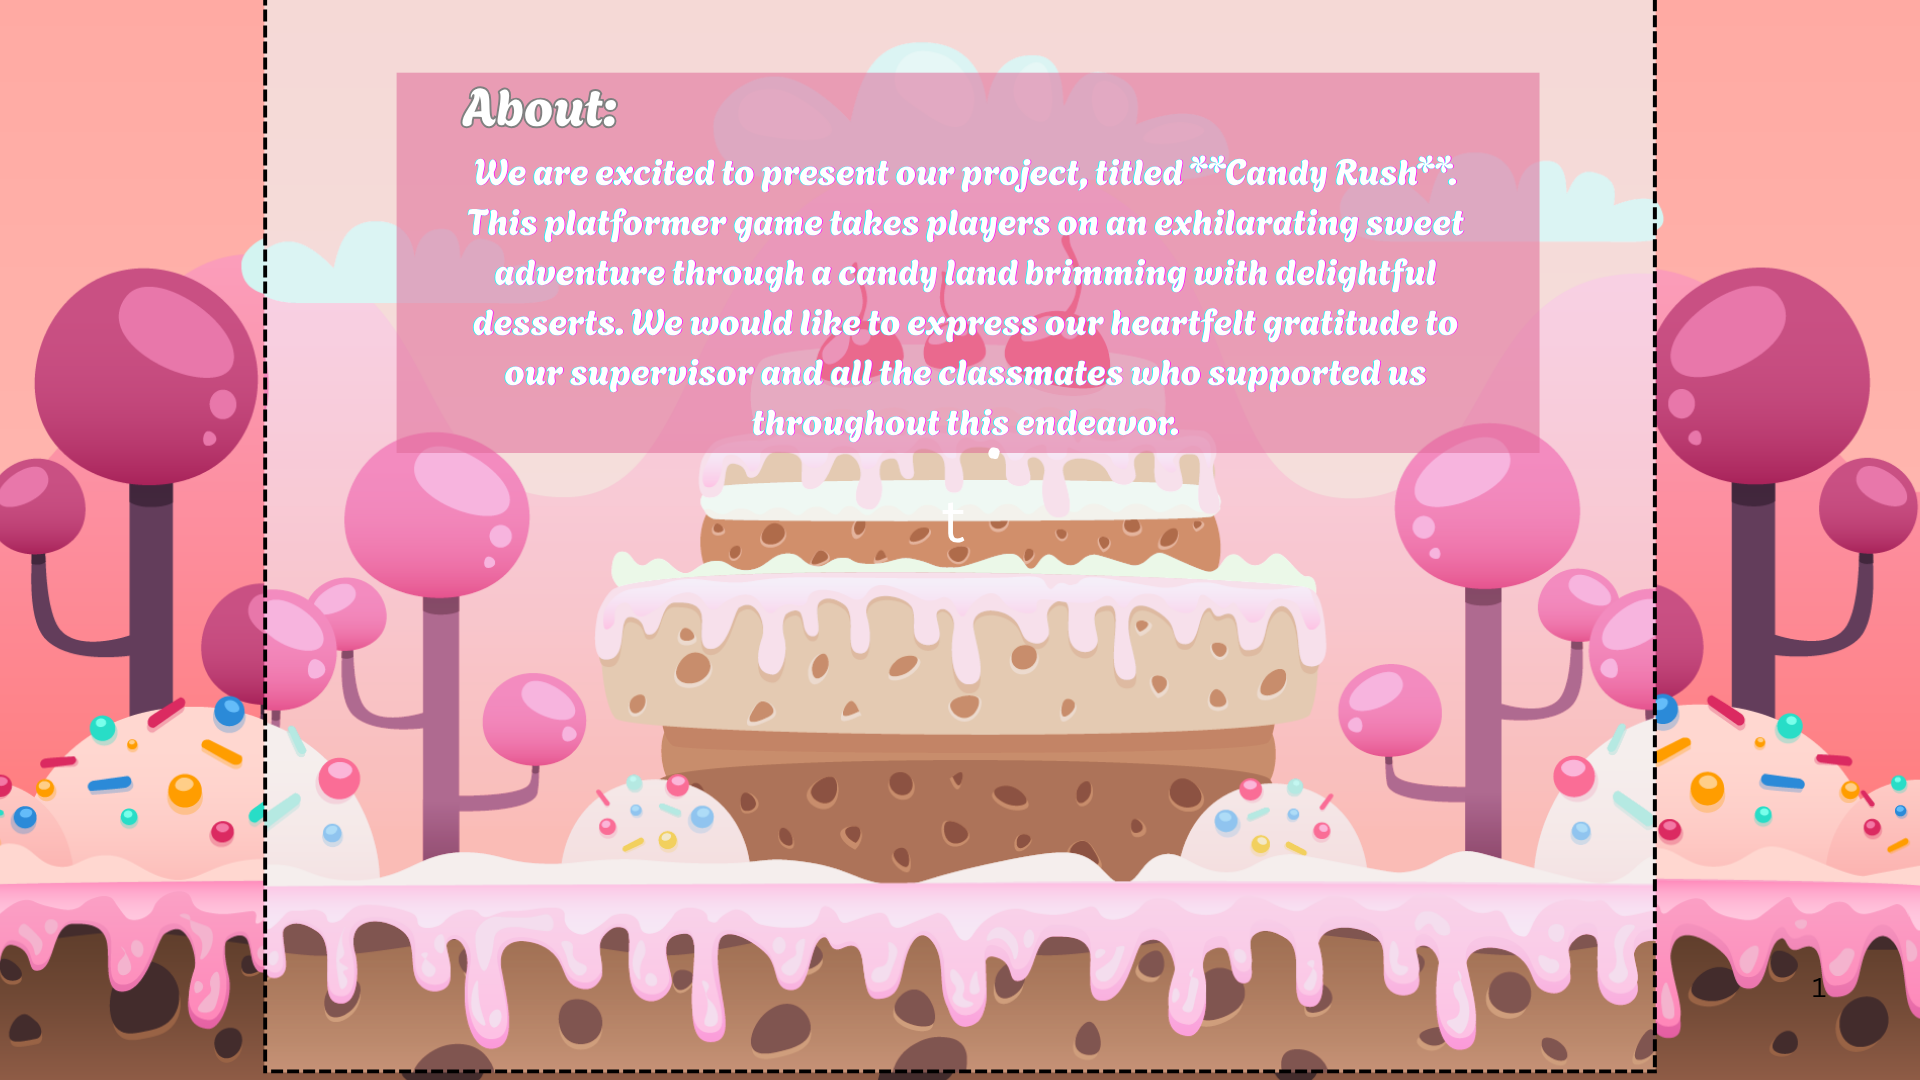 About:
We are excited to present our project, titled **Candy Rush**.
This platformer game takes players on an exhilarating sweet
adventure through a candy land brimming with delightful
desserts. We would like to express our heartfelt gratitude to
our supervisor and all the classmates who supported us
throughout this endeavor.
.
t
1